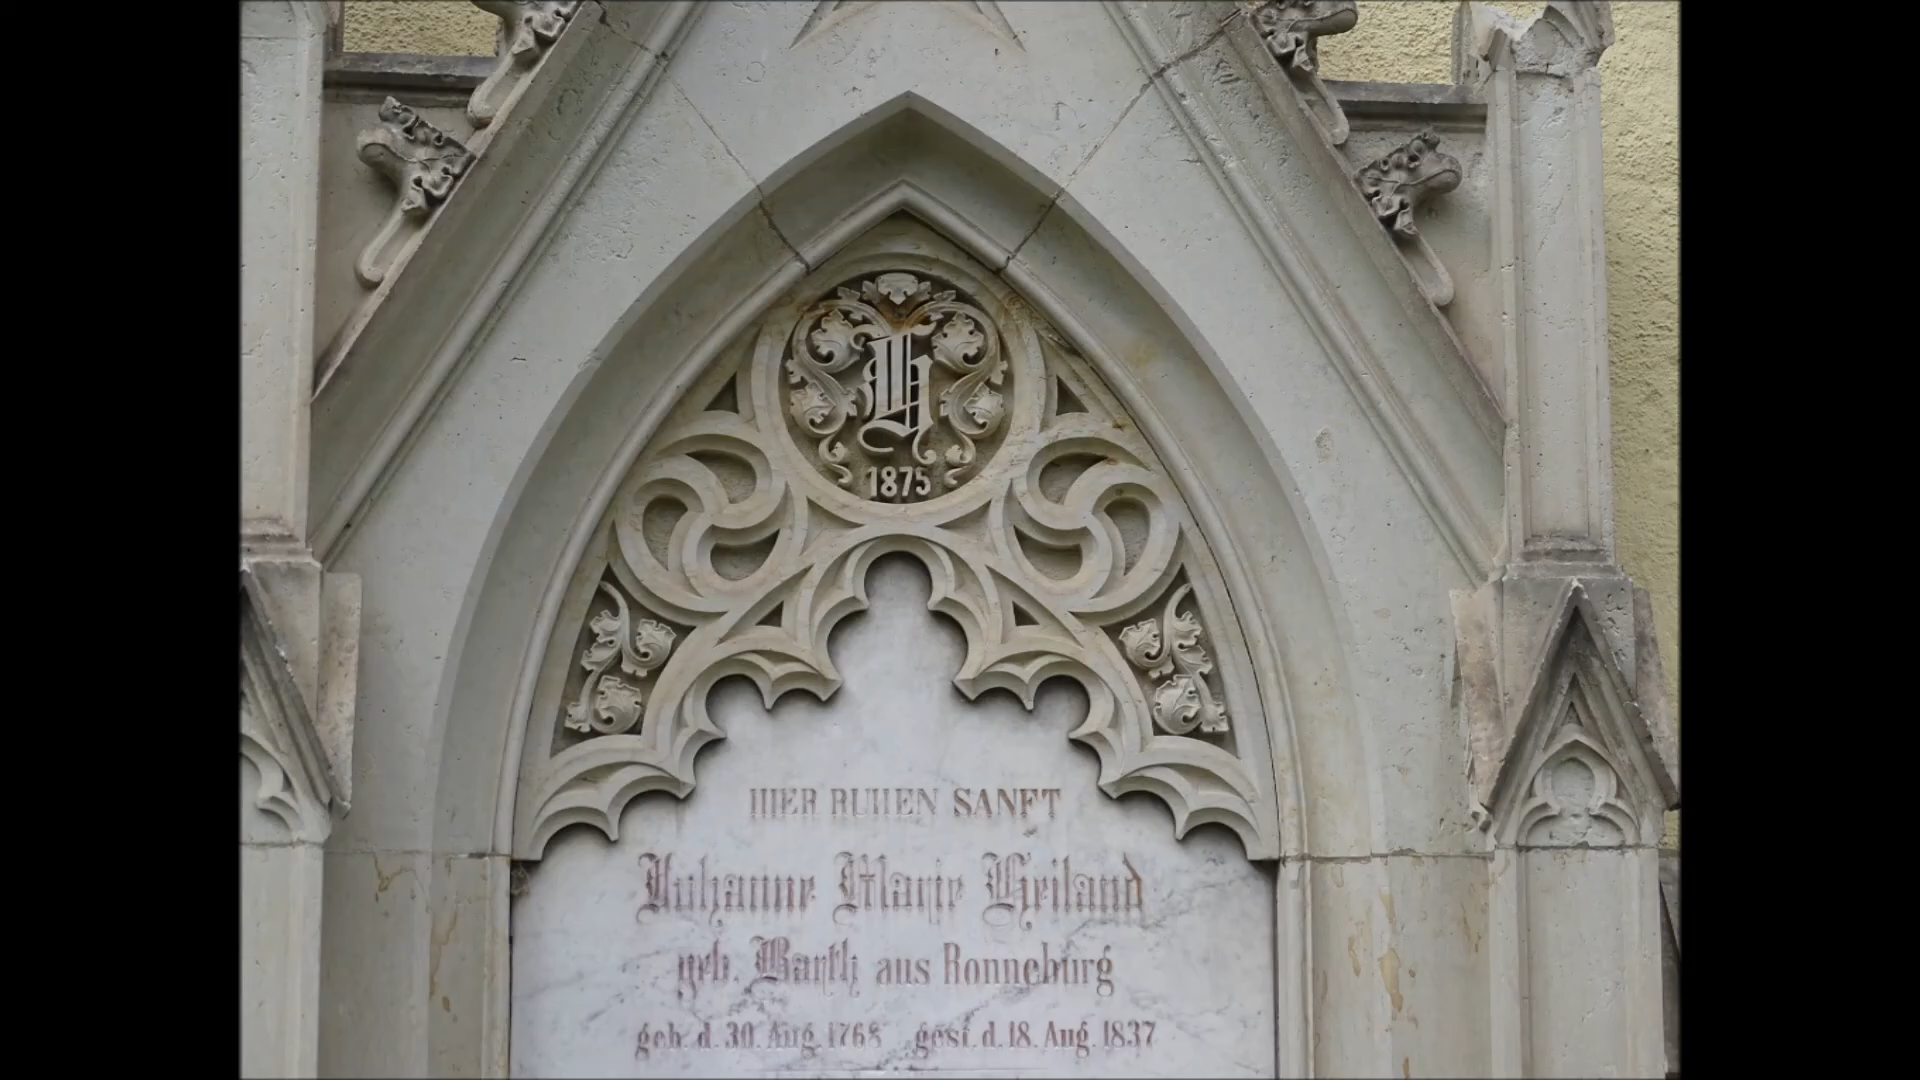 H
1875
HIER RUHEN SANFT
Johanne Marie Heiland
geb. Barth aus Ronneburg
geb. d. 30. Aug. 1768 gest. d. 18. Aug. 1837